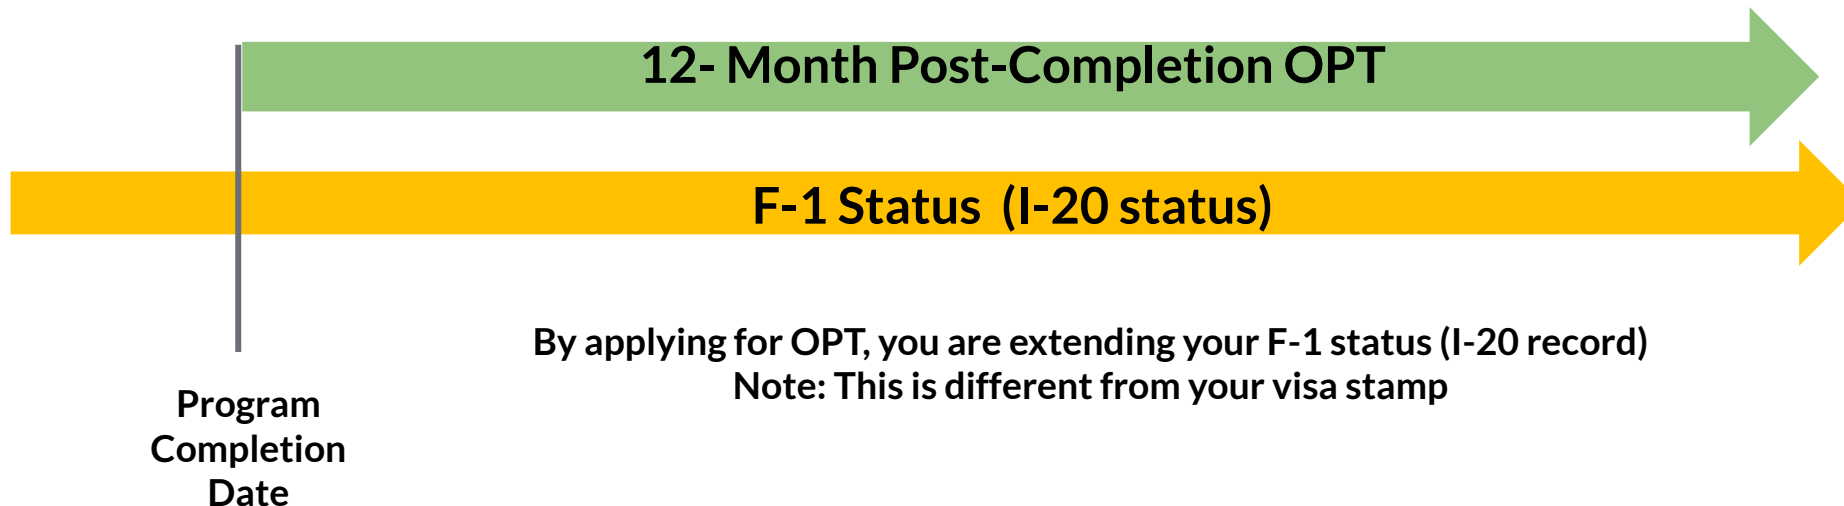 12- Month Post-Completion OPT
F-1 Status (I-20 status)
By applying for OPT, you are extending your F-1 status (I-20 record)
Note: This is different from your visa stamp
Program
Completion
Date